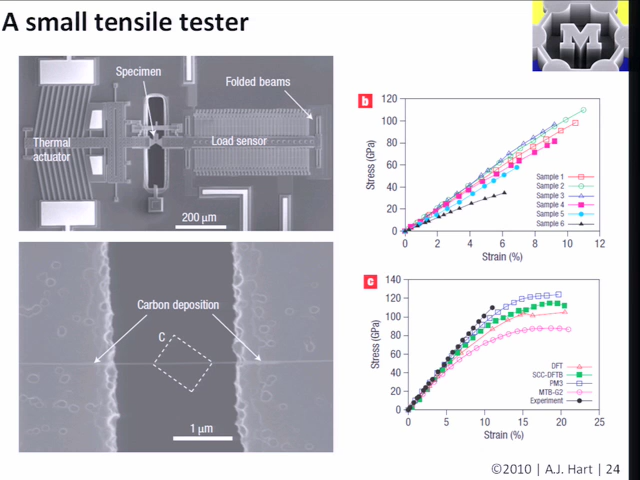 A small tensile tester
M
Specimen
Folded beams
Thermal
actuator
Load sensor
200 µm
Carbon deposition
C
1 µm
b
120
100
80
60
40
20
0
Stress (GPa)
0 2 4 6 8 10 12
Strain (%)
Sample 1
Sample 2
Sample 3
Sample 4
Sample 5
Sample 6
c
140
120
100
80
60
40
20
0
Stress (GPa)
0 5 10 15 20 25
Strain (%)
DFT
SCC-DFTB
PM3
MTB-G2
Experiment
©2010 | A.J. Hart | 24